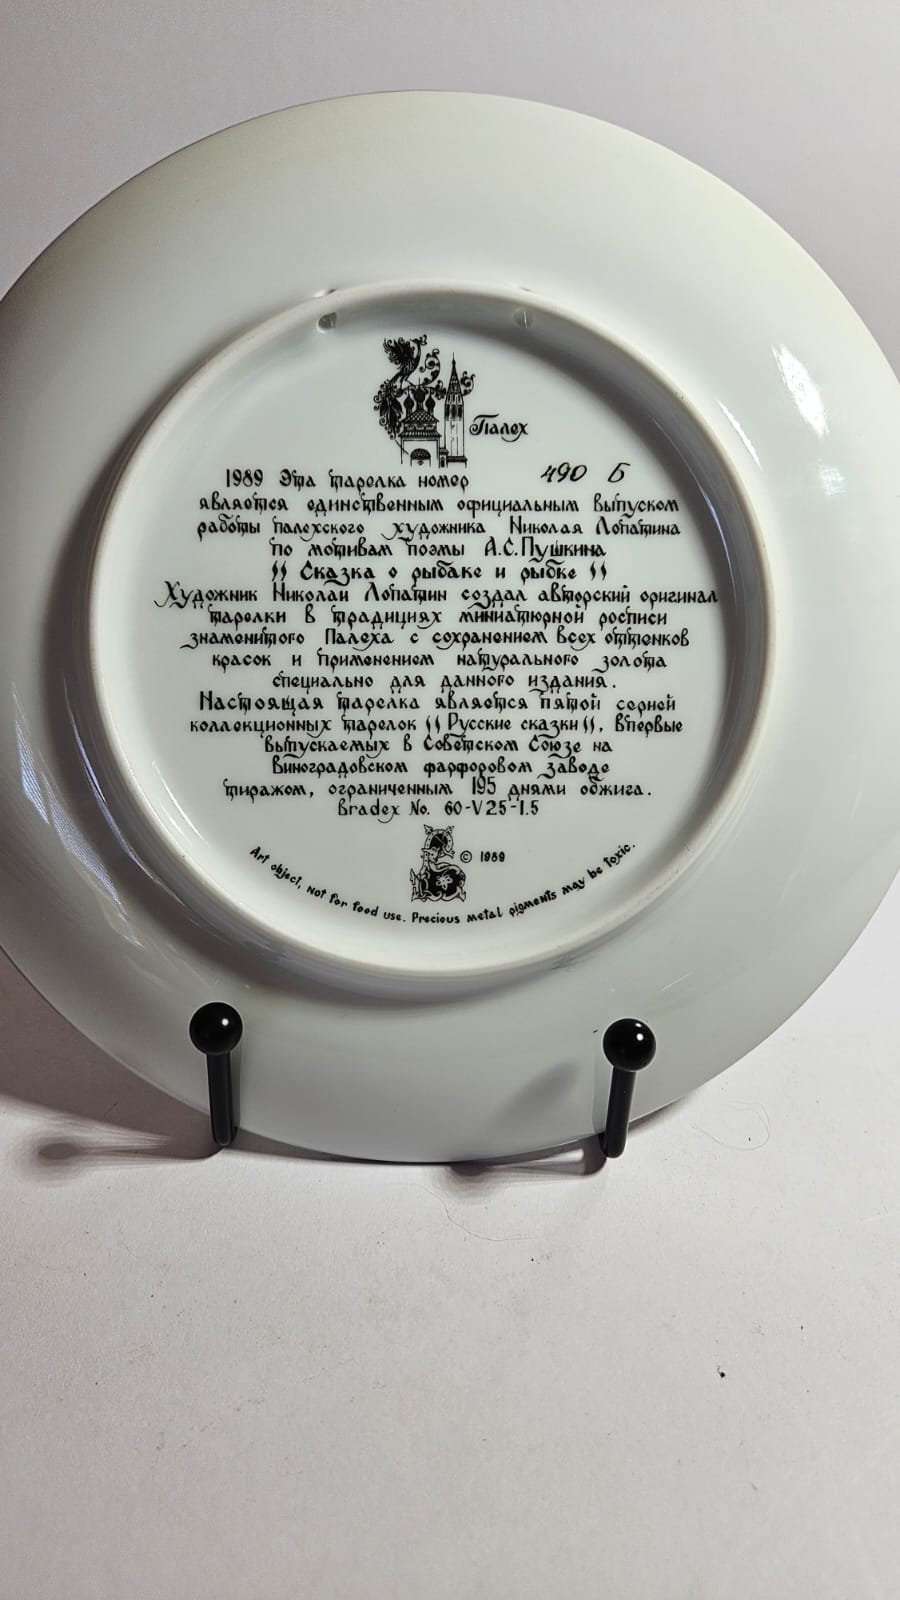 Палех
1989 Эта тарелка номер 490 Б
является единственным официальным выпуском
работы палехского художника Николая Лопатина
по мотивам поэмы А.С.Пушкина
"Сказка о рыбаке и рыбке"
Художник Николай Лопатин создал авторский оригинал
тарелки в традициях миниатюрной росписи
знаменитого Палеха с сохранением всех оттенков
красок и применением натурального золота
специально для данного издания.
Настоящая тарелка является пятой серией
коллекционных тарелок "Русские сказки", впервые
выпускаемых в Советском Союзе на
Виноградовском фарфоровом заводе
тиражом, ограниченным 195 днями обжига.
Bradex No. 60-V25-1.5
© 1989
Art object, not for food use. Precious metal pigments may be toxic.